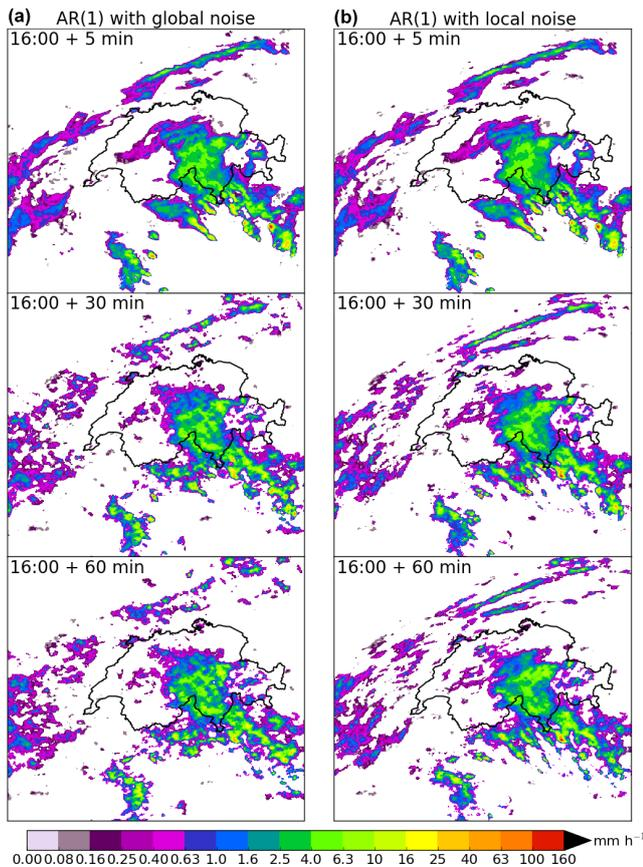 (a) AR(1) with global noise
(b) AR(1) with local noise
16:00 + 5 min
16:00 + 5 min
16:00 + 30 min
16:00 + 30 min
16:00 + 60 min
16:00 + 60 min
0.00 0.08 0.16 0.25 0.40 0.63 1.0 1.6 2.5 4.0 6.3 10 16 25 40 63 100 160 mm h⁻¹